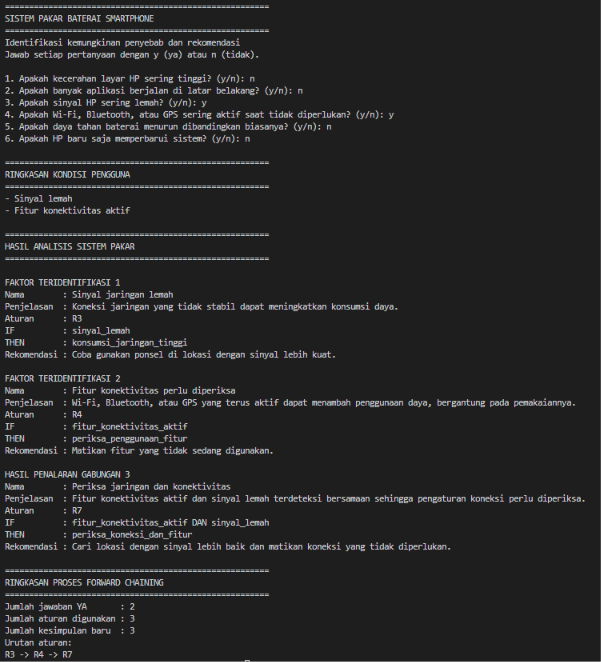 ============================================================
SISTEM PAKAR BATERAI SMARTPHONE
============================================================
Identifikasi kemungkinan penyebab dan rekomendasi
Jawab setiap pertanyaan dengan y (ya) atau n (tidak).

1. Apakah kecerahan layar HP sering tinggi? (y/n): n
2. Apakah banyak aplikasi berjalan di latar belakang? (y/n): n
3. Apakah sinyal HP sering lemah? (y/n): y
4. Apakah Wi-Fi, Bluetooth, atau GPS sering aktif saat tidak diperlukan? (y/n): y
5. Apakah daya tahan baterai menurun dibandingkan biasanya? (y/n): n
6. Apakah HP baru saja memperbarui sistem? (y/n): n

============================================================
RINGKASAN KONDISI PENGGUNA
============================================================
- Sinyal lemah
- Fitur konektivitas aktif

============================================================
HASIL ANALISIS SISTEM PAKAR
============================================================

FAKTOR TERIDENTIFIKASI 1
Nama : Sinyal jaringan lemah
Penjelasan : Koneksi jaringan yang tidak stabil dapat meningkatkan konsumsi daya.
Aturan : R3
IF : sinyal_lemah
THEN : konsumsi_jaringan_tinggi
Rekomendasi : Coba gunakan ponsel di lokasi dengan sinyal lebih kuat.

FAKTOR TERIDENTIFIKASI 2
Nama : Fitur konektivitas perlu diperiksa
Penjelasan : Wi-Fi, Bluetooth, atau GPS yang terus aktif dapat menambah penggunaan daya, bergantung pada pemakaiannya.
Aturan : R4
IF : fitur_konektivitas_aktif
THEN : periksa_penggunaan_fitur
Rekomendasi : Matikan fitur yang tidak sedang digunakan.

HASIL PENALARAN GABUNGAN 3
Nama : Periksa jaringan dan konektivitas
Penjelasan : Fitur konektivitas aktif dan sinyal lemah terdeteksi bersamaan sehingga pengaturan koneksi perlu diperiksa.
Aturan : R7
IF : fitur_konektivitas_aktif DAN sinyal_lemah
THEN : periksa_koneksi_dan_fitur
Rekomendasi : Cari lokasi dengan sinyal lebih baik dan matikan koneksi yang tidak diperlukan.

============================================================
RINGKASAN PROSES FORWARD CHAINING
============================================================
Jumlah jawaban YA : 2
Jumlah aturan digunakan : 3
Jumlah kesimpulan baru : 3
Urutan aturan:
R3 -> R4 -> R7